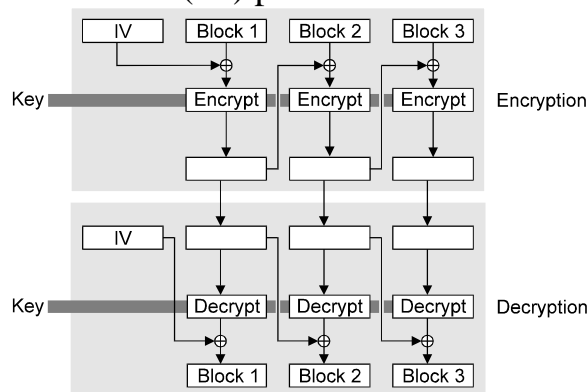 IV Block 1 Block 2 Block 3
Key Encrypt Encrypt Encrypt Encryption
IV
Key Decrypt Decrypt Decrypt Decryption
Block 1 Block 2 Block 3